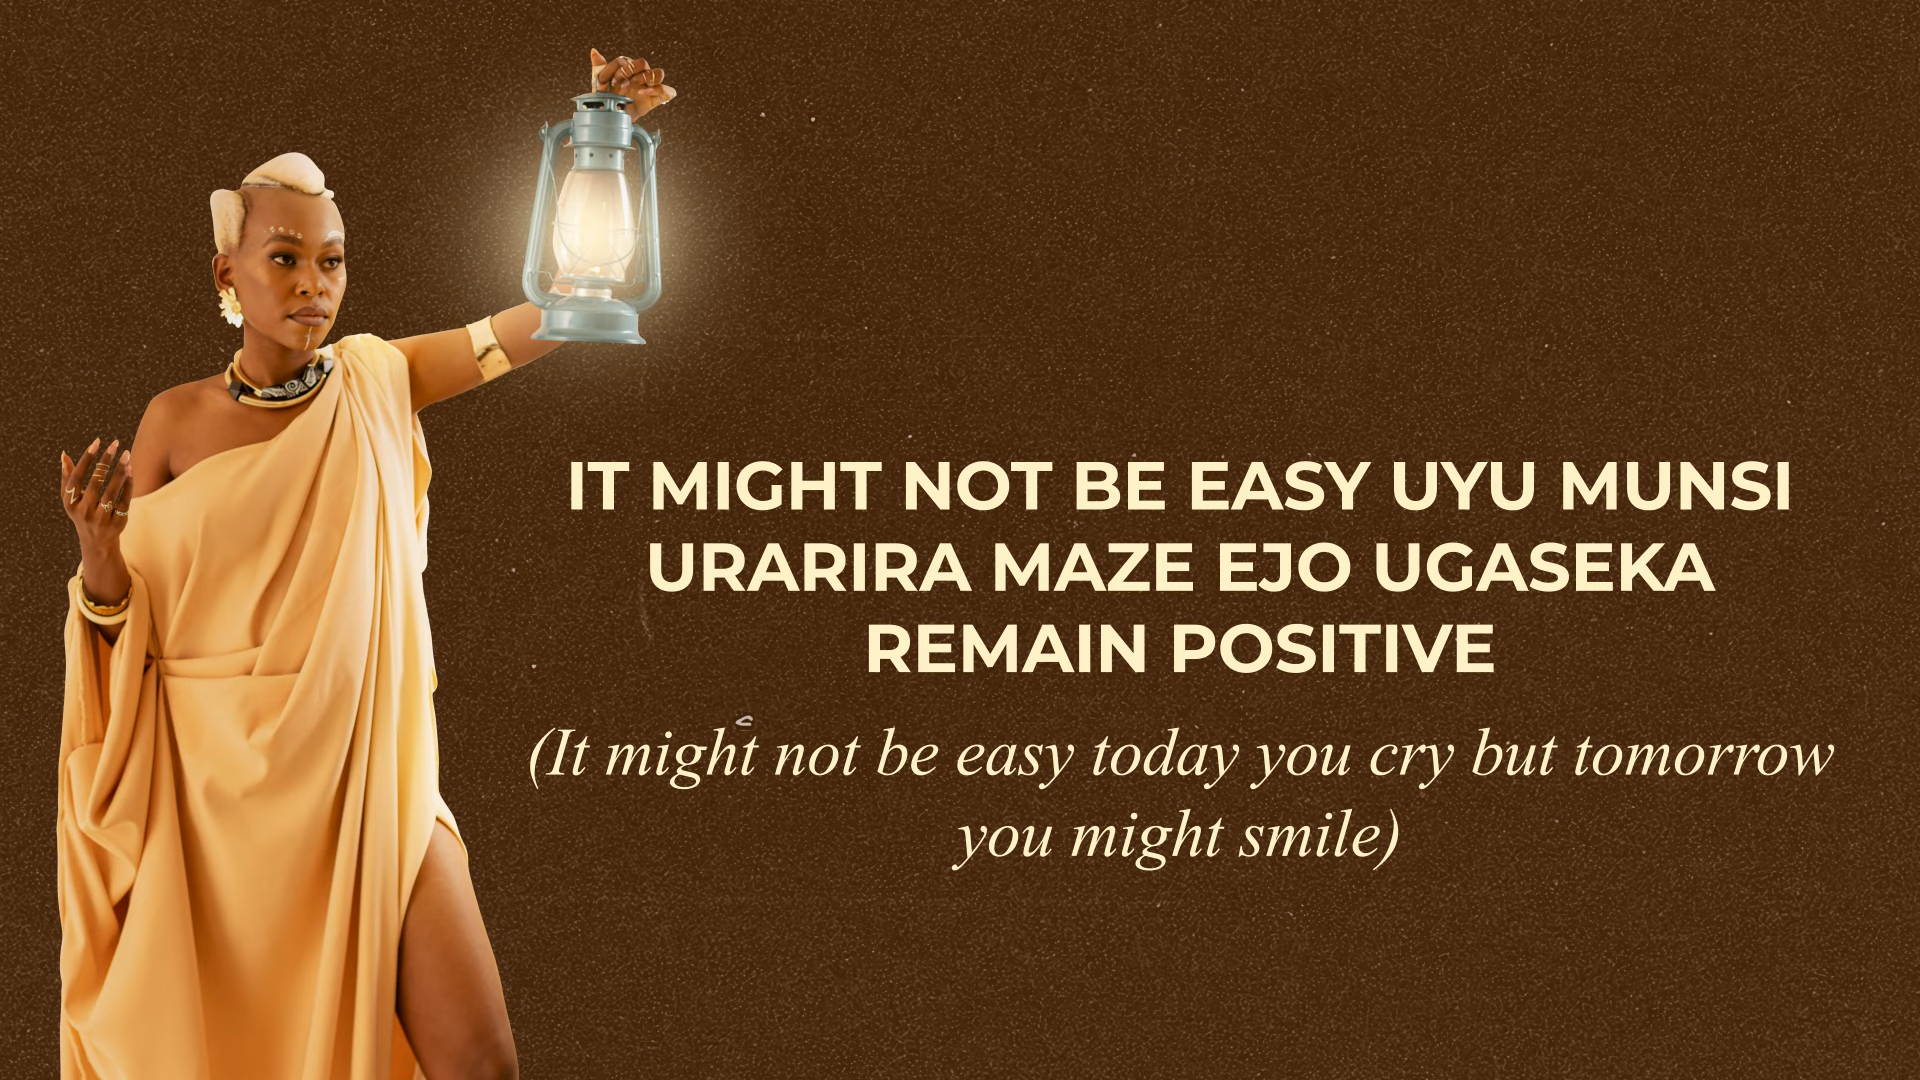 IT MIGHT NOT BE EASY UYU MUNSI
URARIRA MAZE EJO UGASEKA
REMAIN POSITIVE
(It might not be easy today you cry but tomorrow
you might smile)